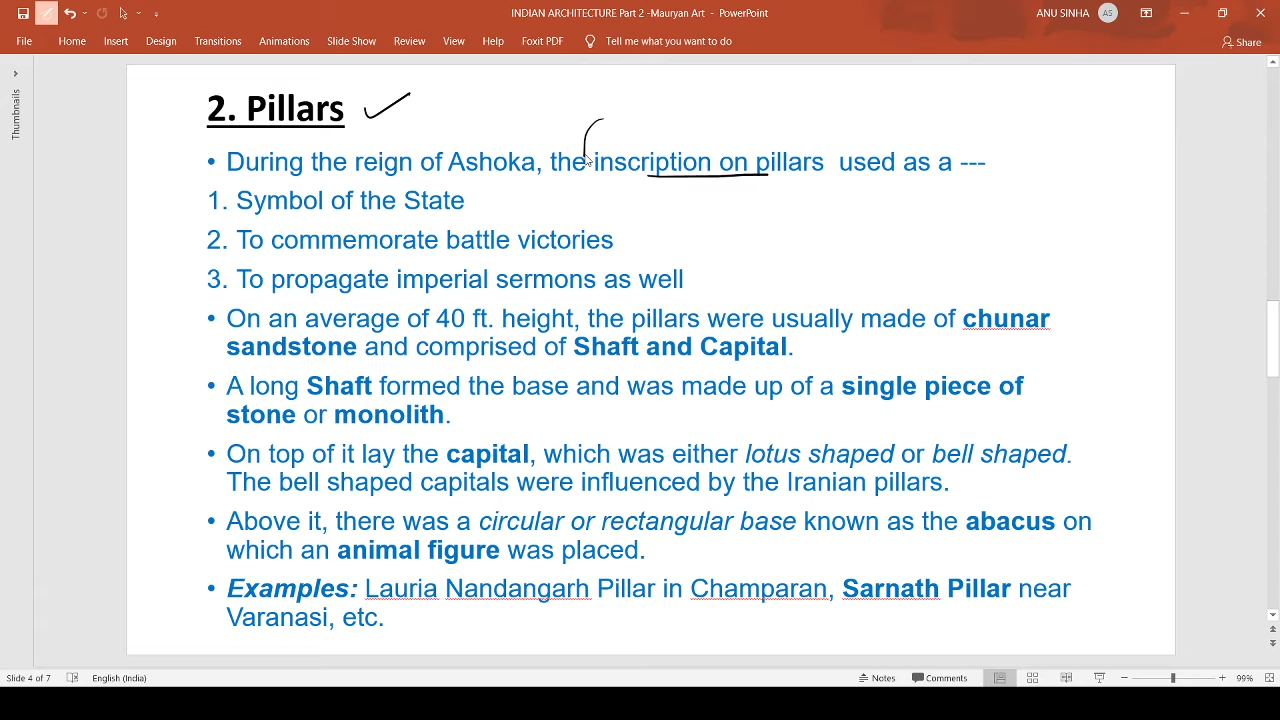 INDIAN ARCHITECTURE Part 2 -Mauryan Art - PowerPoint
ANU SINHA AS
File Home Insert Design Transitions Animations Slide Show Review View Help Foxit PDF Tell me what you want to do
Share
Thumbnails
2. Pillars
• During the reign of Ashoka, the inscription on pillars used as a ---
1. Symbol of the State
2. To commemorate battle victories
3. To propagate imperial sermons as well
• On an average of 40 ft. height, the pillars were usually made of chunar
sandstone and comprised of Shaft and Capital.
• A long Shaft formed the base and was made up of a single piece of
stone or monolith.
• On top of it lay the capital, which was either lotus shaped or bell shaped.
The bell shaped capitals were influenced by the Iranian pillars.
• Above it, there was a circular or rectangular base known as the abacus on
which an animal figure was placed.
• Examples: Lauria Nandangarh Pillar in Champaran, Sarnath Pillar near
Varanasi, etc.
Slide 4 of 7 English (India) Notes Comments 99%